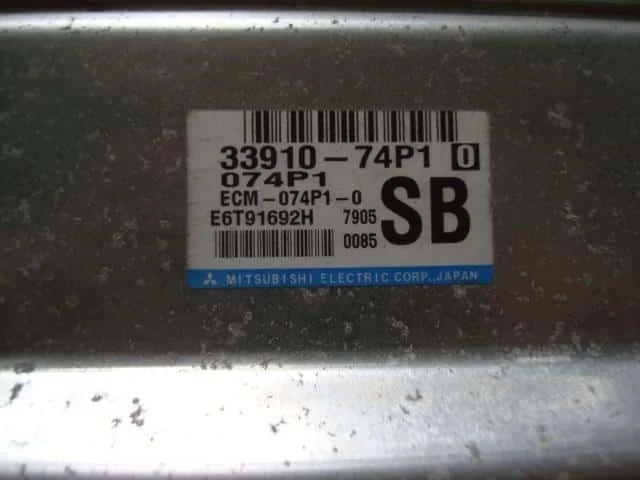 33910-74P1 0
074P1
ECM-074P1-0
SB
E6T91692H 7905
0085
MITSUBISHI ELECTRIC CORP., JAPAN